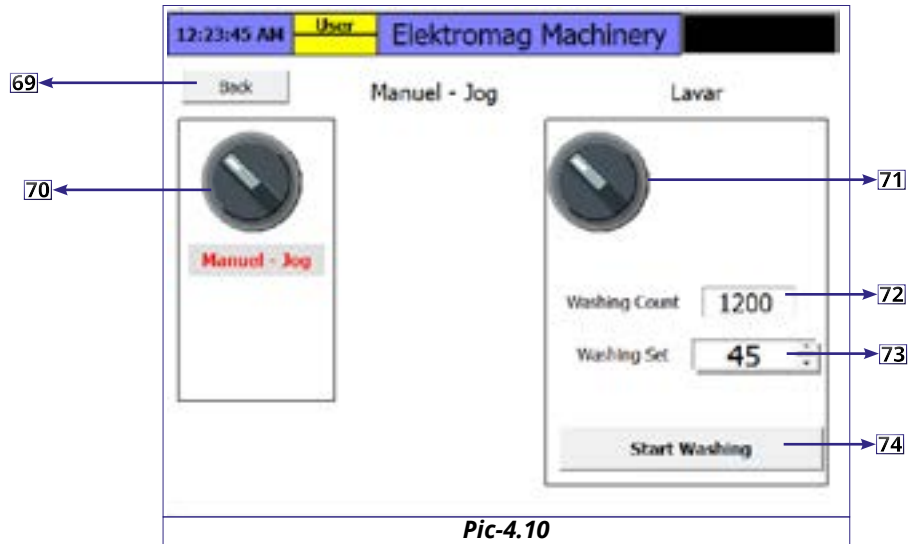 12:23:45 AM User Elektromag Machinery
69 Back Manuel - Jog Lavar
70 71
Manuel - Jog
Washing Count 1200 72
Washing Set 45 73
Start Washing 74
Pic-4.10